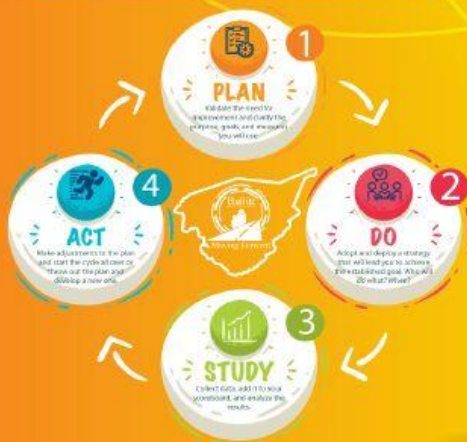 1
PLAN
Validate the need for
improvement and clarify the
purpose, goals, and measures
you will use.
2
DO
Adopt and deploy a strategy
that will lead you to achieve
the established goal. Who will
do what? When?
3
STUDY
Collect data, add it to your
scoreboard, and analyze the
results.
4
ACT
Make adjustments to the plan
and start the cycle all over or
throw out the plan and
develop a new one.
Bullitt
Moving Forward